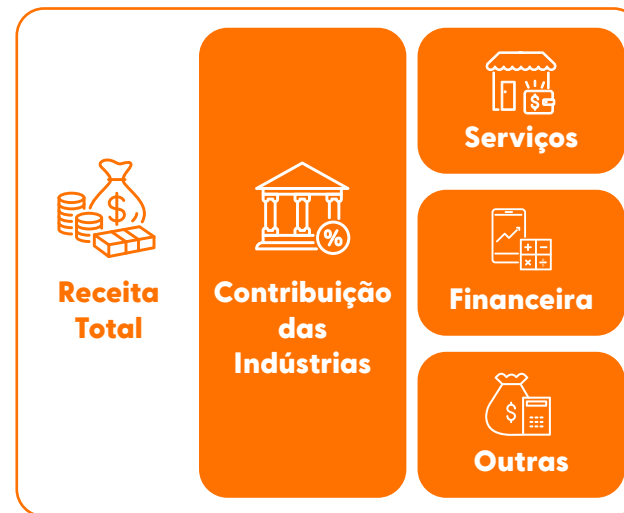 Receita
Total
Contribuição
das
Indústrias
Serviços
Financeira
Outras